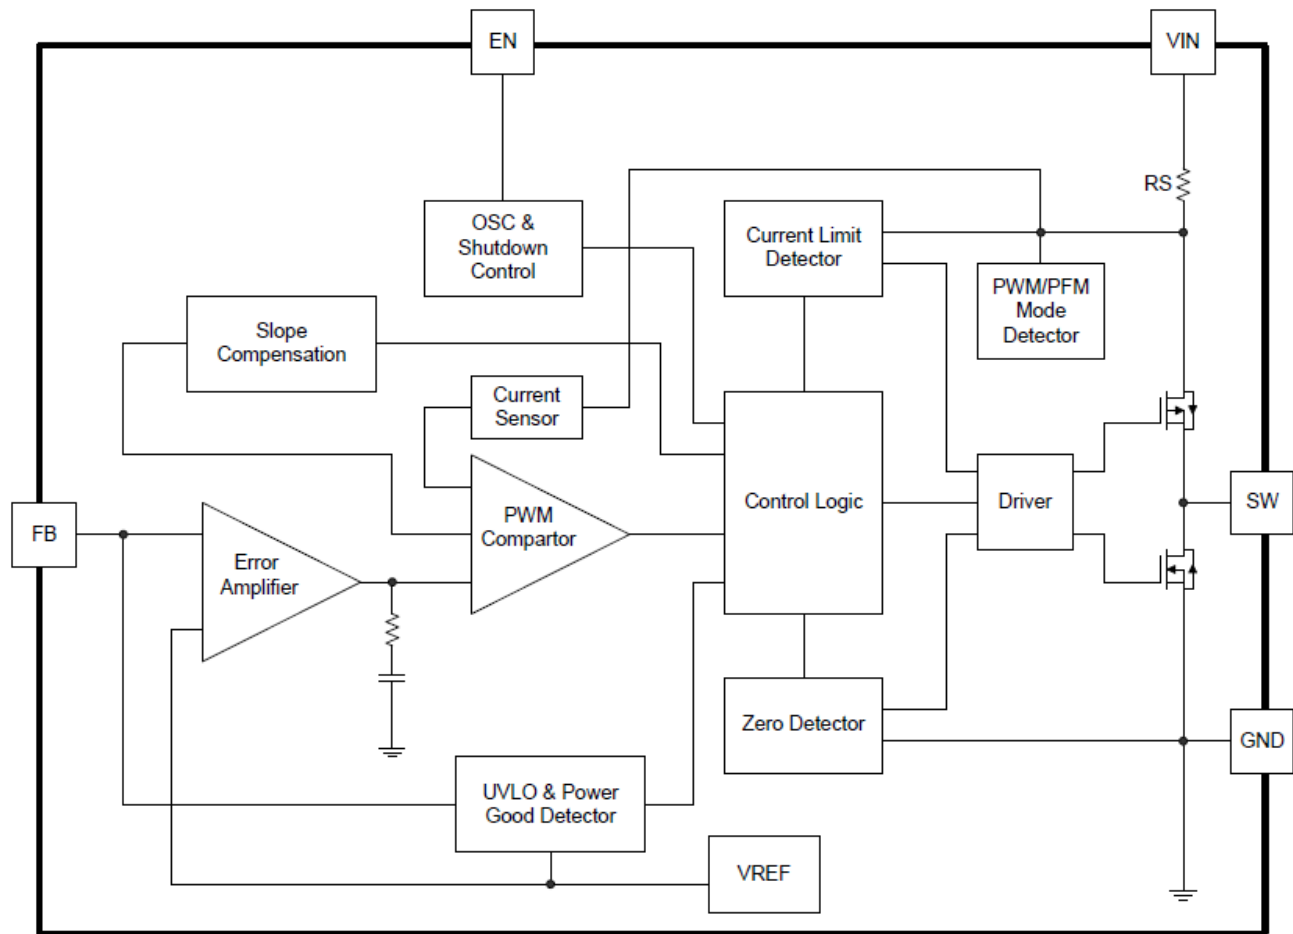 EN
VIN
RS
OSC &
Shutdown
Control
Current Limit
Detector
PWM/PFM
Mode
Detector
Slope
Compensation
Current
Sensor
Control Logic
Driver
SW
FB
PWM
Compartor
Error
Amplifier
Zero Detector
GND
UVLO & Power
Good Detector
VREF